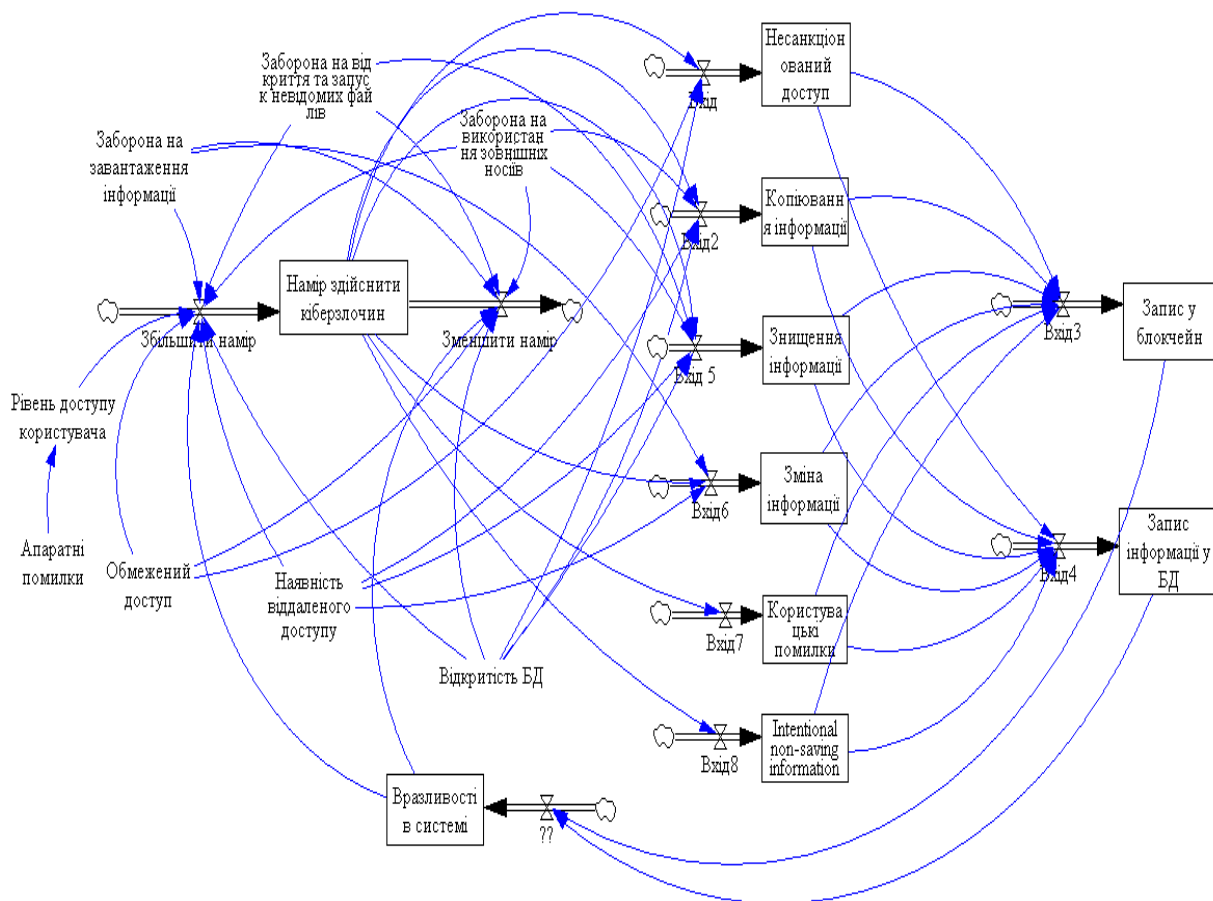 Несанкціон
ований
доступ
Вхід
Заборона на від
криття та запус
к невідомих фай
лів
Заборона на
використан
ня зовнішніх
носіїв
Заборона на
завантаження
інформації
Копіюванн
я інформації
Вхід2
Намір здійснити
кіберзлочин
Збільшити намір
Зменшити намір
Знищення
інформації
Вхід 5
Вхід3
Запис у
блокчейн
Рівень доступу
користувача
Зміна
інформації
Вхід6
Апаратні
помилки
Обмежений
доступ
Наявність
віддаленого
доступу
Вхід4
Запис
інформації у
БД
Користува
цькі
помилки
Вхід7
Відкритість БД
Intentional
non-saving
information
Вхід8
Вразливості
в системі
??